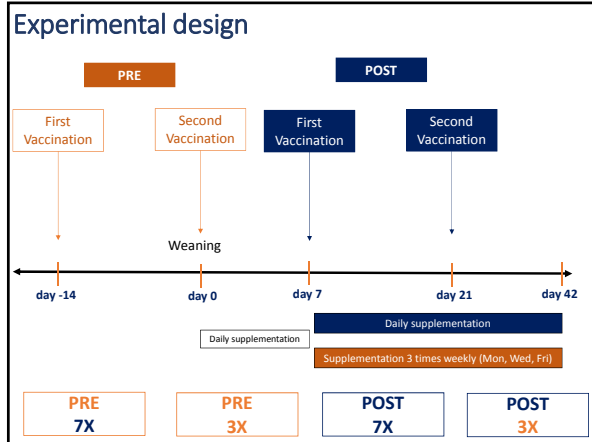 Experimental design
PRE
POST
First
Vaccination
Second
Vaccination
First
Vaccination
Second
Vaccination
Weaning
day -14
day 0
day 7
day 21
day 42
Daily supplementation
Daily supplementation
Supplementation 3 times weekly (Mon, Wed, Fri)
PRE
7X
PRE
3X
POST
7X
POST
3X